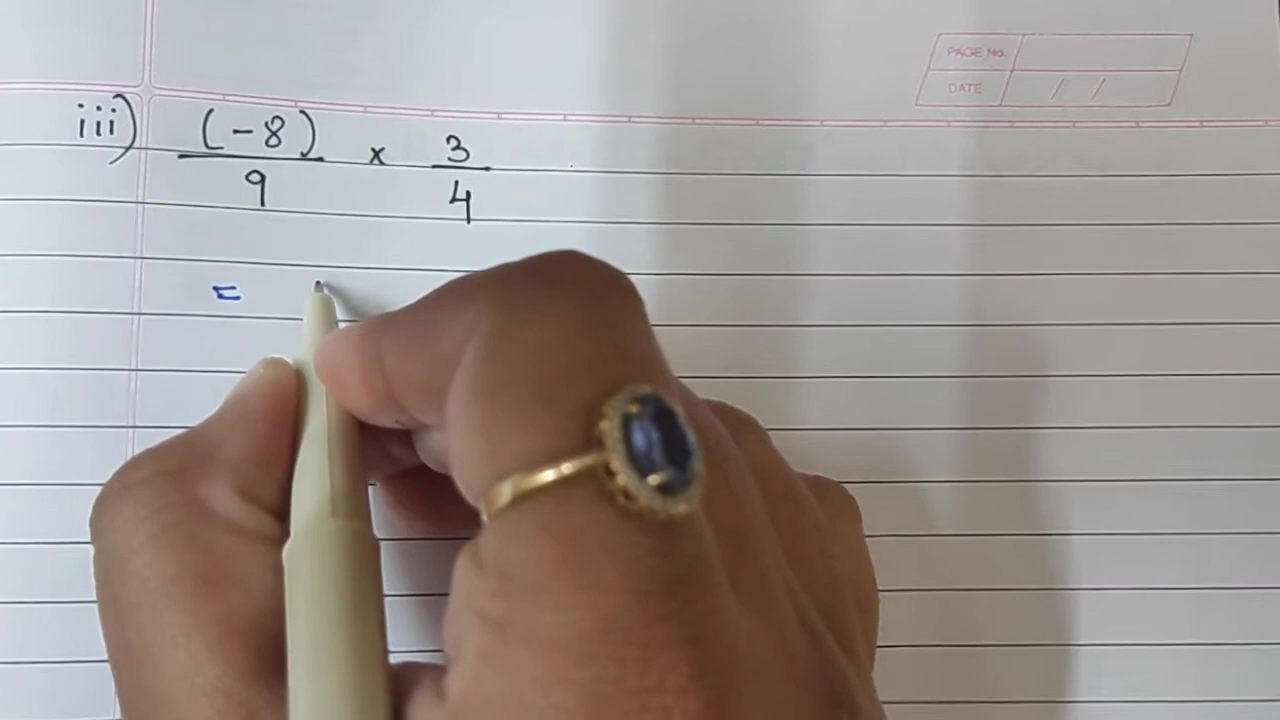 PAGE No.
DATE / /
iii) (-8)/9 × 3/4
=